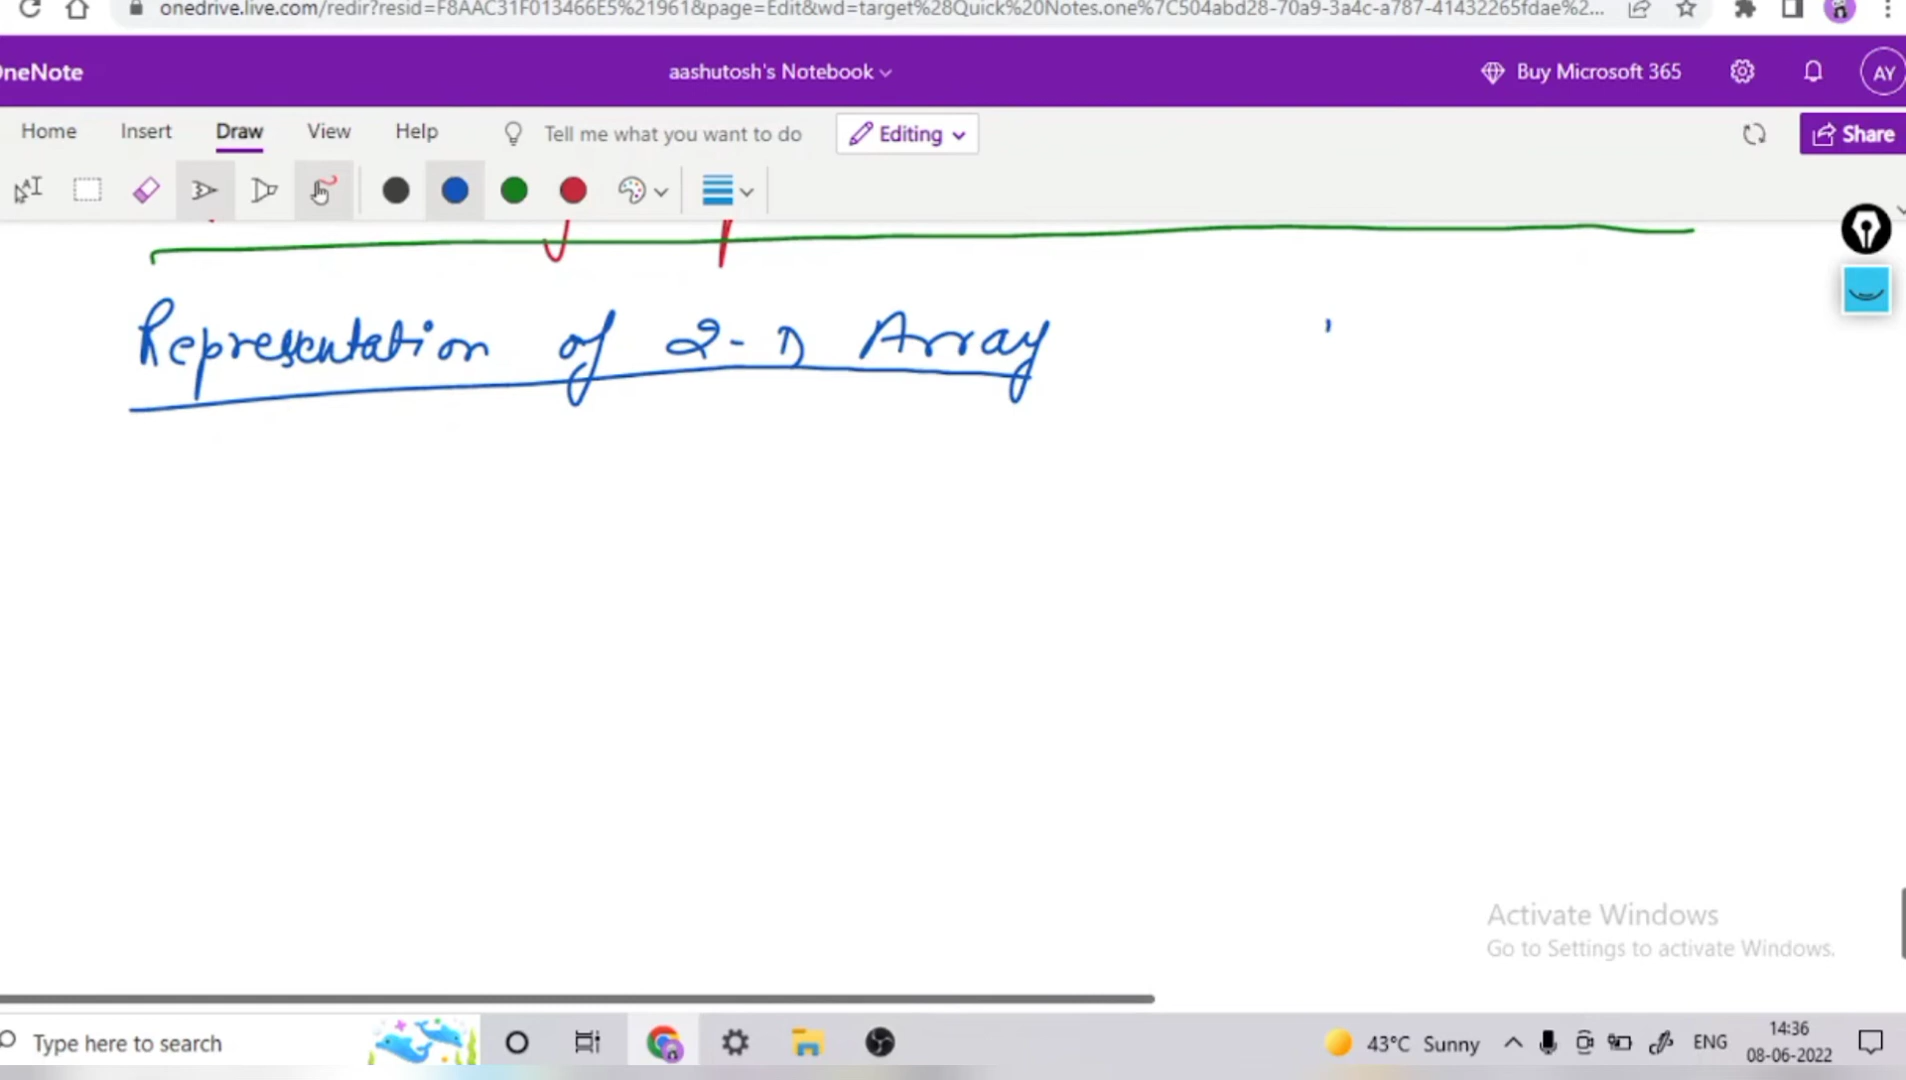 onedrive.live.com/redir?resid=F8AAC31F013466E5%21961&page=Edit&wd=target%28Quick%20Notes.one%7C504abd28-70a9-3a4c-a787-41432265fdae%2...
OneNote aashutosh's Notebook Buy Microsoft 365 AY
Home Insert Draw View Help Tell me what you want to do Editing Share
Representation of 2-D Array
Activate Windows
Go to Settings to activate Windows.
Type here to search 43°C Sunny ENG 14:36
08-06-2022